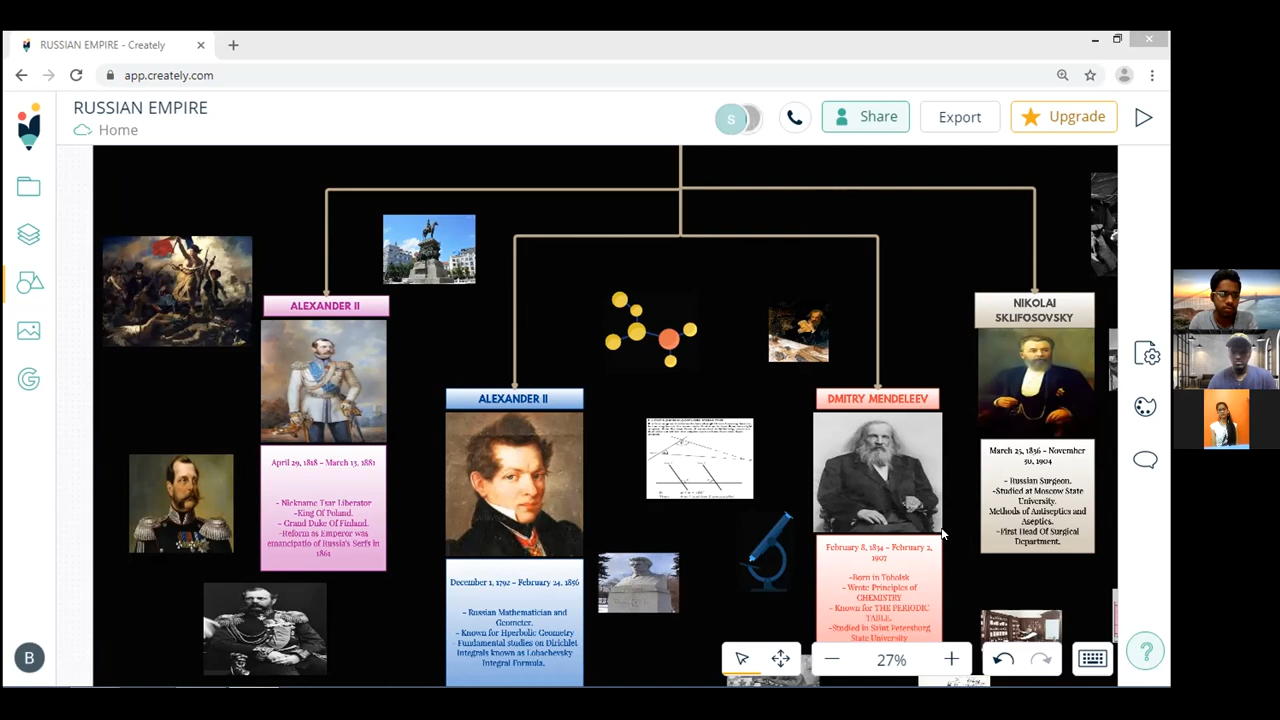 RUSSIAN EMPIRE - Creately
app.creately.com
RUSSIAN EMPIRE
Home
S
Share
Export
Upgrade
ALEXANDER II
April 29, 1818 – March 13, 1881
- Nickname Tsar Liberator
-King Of Poland.
- Grand Duke Of Finland.
-Reform as Emperor was
emancipatio of Russia's Serfs in
1861
ALEXANDER II
December 1, 1792 – February 24, 1856
- Russian Mathematician and
Geometer.
- Known for Hperbolic Geometry
- Fundamental studies on Dirichlet
Integrals known as Lobachevsky
Integral Formula.
DMITRY MENDELEEV
February 8, 1834 – February 2,
1907
-Born in Tobolsk
- Wrote Principles of
CHEMISTRY
- Known for THE PERIODIC
TABLE.
-Studied in Saint Petersburg
State University
NIKOLAI
SKLIFOSOVSKY
March 25, 1836 – November
30, 1904
- Russian Surgeon.
-Studied at Moscow State
University.
Methods of Antiseptics and
Aseptics.
- First Head Of Surgical
Department.
B
27%
?